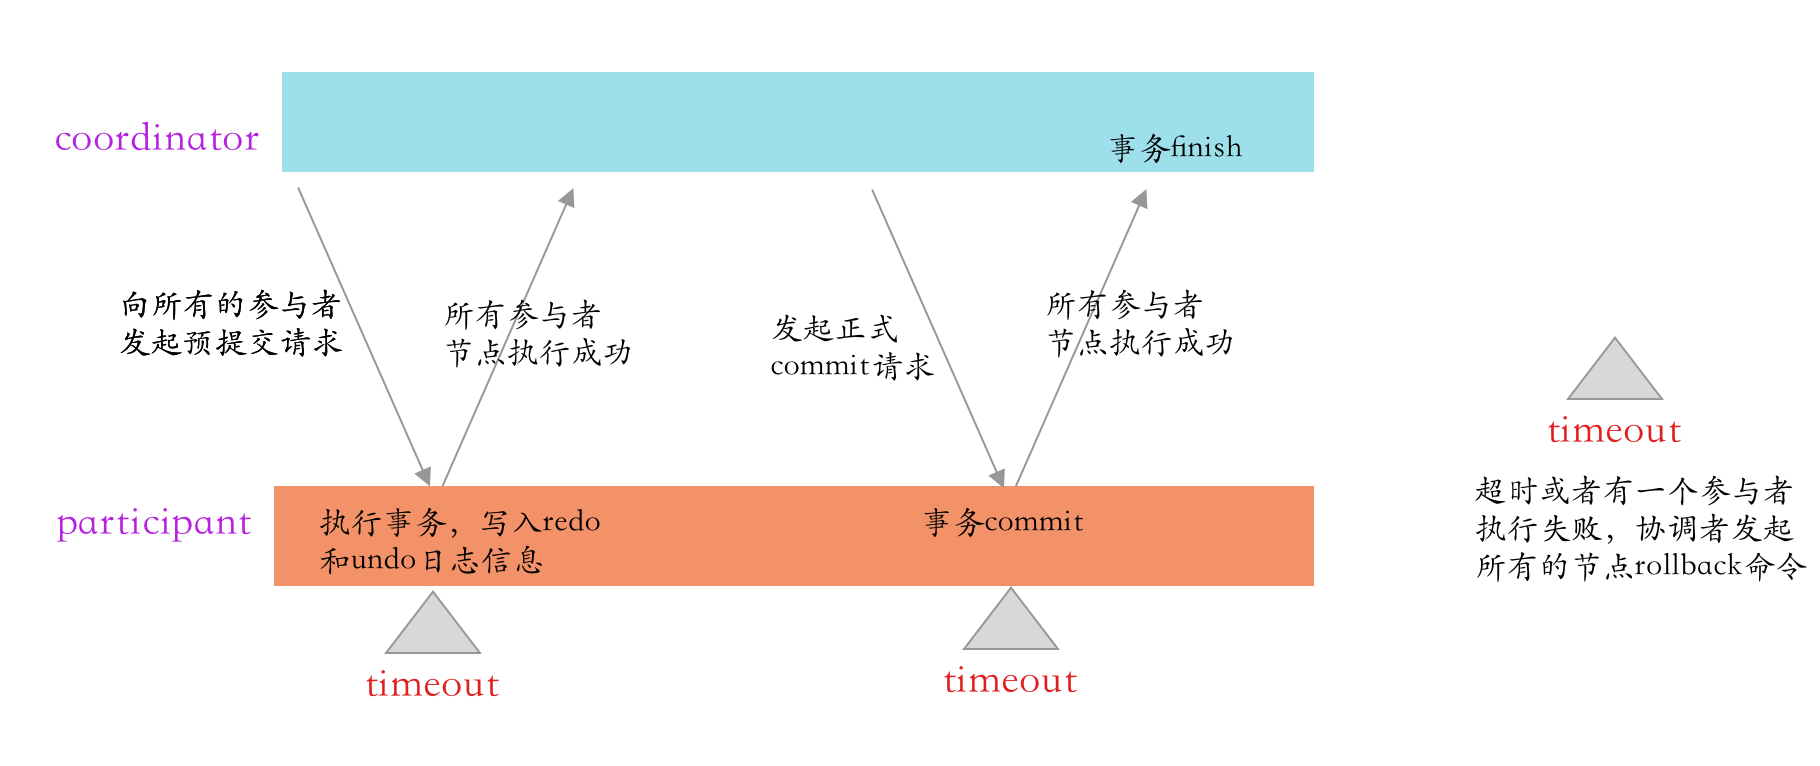 coordinator
事务finish
向所有的参与者
发起预提交请求
所有参与者
节点执行成功
发起正式
commit请求
所有参与者
节点执行成功
participant
执行事务，写入redo
和undo日志信息
事务commit
timeout
timeout
timeout
超时或者有一个参与者
执行失败，协调者发起
所有的节点rollback命令